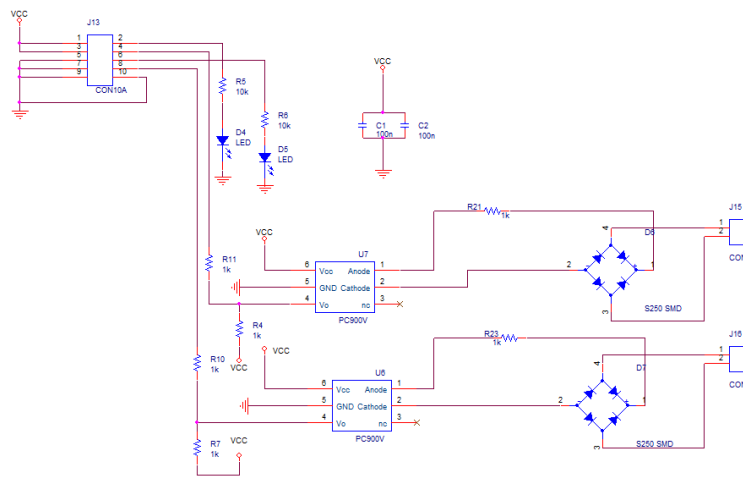 VCC
J13
1 2
3 4
5 6
7 8
9 10
CON10A
R5
10k
R6
10k
D4
LED
D5
LED
VCC
C1
100n
C2
100n
R21
1k
J15
1
2
CON
D6
4
2
1
3
S250 SMD
VCC
U7
6 Vcc Anode 1
5 GND Cathode 2
4 Vo nc 3
PC900V
R11
1k
R4
1k
VCC
VCC
R23
1k
J16
1
2
CON
D7
4
2
1
3
S250 SMD
U6
6 Vcc Anode 1
5 GND Cathode 2
4 Vo nc 3
PC900V
R10
1k
R7
1k
VCC